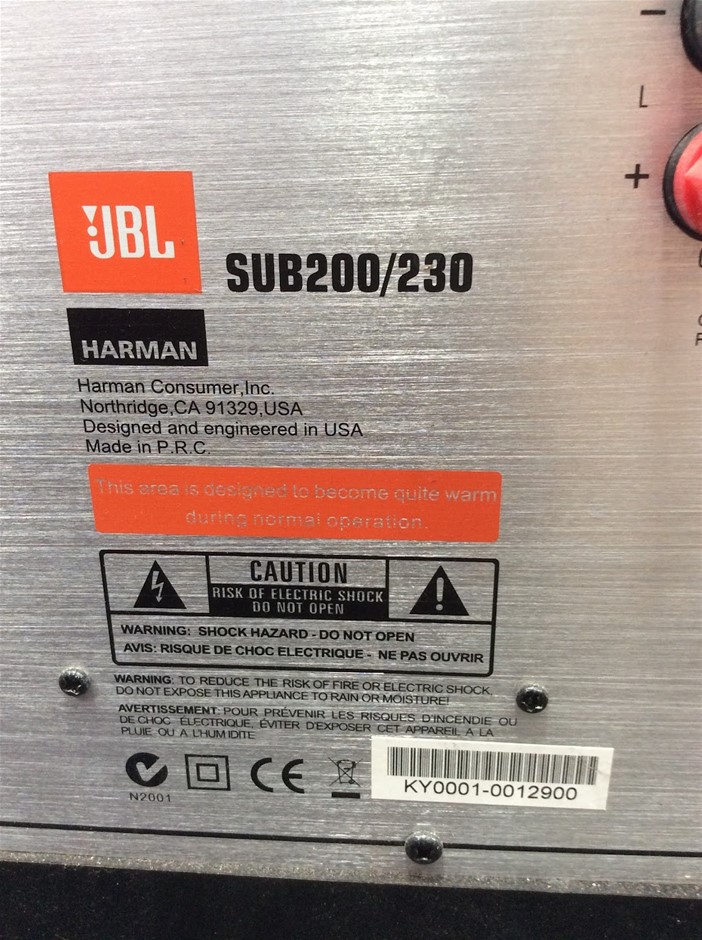 −
L
+
JBL
SUB200/230
HARMAN
Harman Consumer,Inc.
Northridge,CA 91329,USA
Designed and engineered in USA
Made in P.R.C.
This area is designed to become quite warm
during normal operation.
CAUTION
RISK OF ELECTRIC SHOCK
DO NOT OPEN
WARNING: SHOCK HAZARD - DO NOT OPEN
AVIS: RISQUE DE CHOC ELECTRIQUE - NE PAS OUVRIR
WARNING: TO REDUCE THE RISK OF FIRE OR ELECTRIC SHOCK.
DO NOT EXPOSE THIS APPLIANCE TO RAIN OR MOISTURE!
AVERTISSEMENT: POUR PRÉVENIR LES RISQUES D'INCENDIE OU
DE CHOC ÉLECTRIQUE, ÉVITER D'EXPOSER CET APPAREIL A LA
PLUIE OU A L'HUM IDITE
N2001
CE
KY0001-0012900